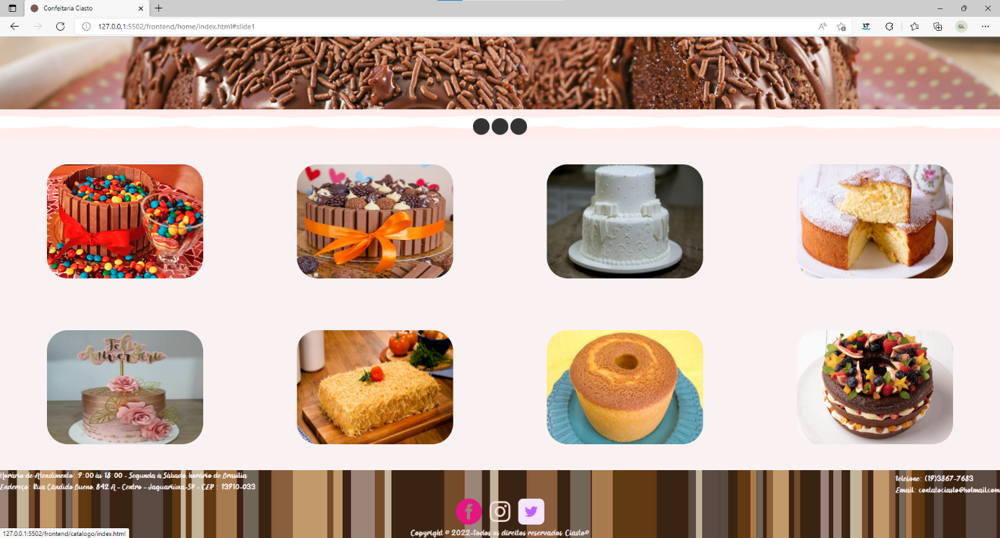 Confeitaria Ciasto
127.0.0.1:5502/frontend/home/index.html#slide1
GL
Feliz
Aniversário
Horário de Atendimento: 9:00 às 18:00 - Segunda à Sábado, horário de Brasília
Endereço: Rua Cândido Bueno, 842 A - Centro - Jaguariúna-SP - CEP: 13910-033
Telefone: (19)3867-7683
Email: contatociasto@hotmail.com
Copyright © 2022-Todos os direitos reservados. Ciasto®
127.0.0.1:5502/frontend/catalogo/index.html